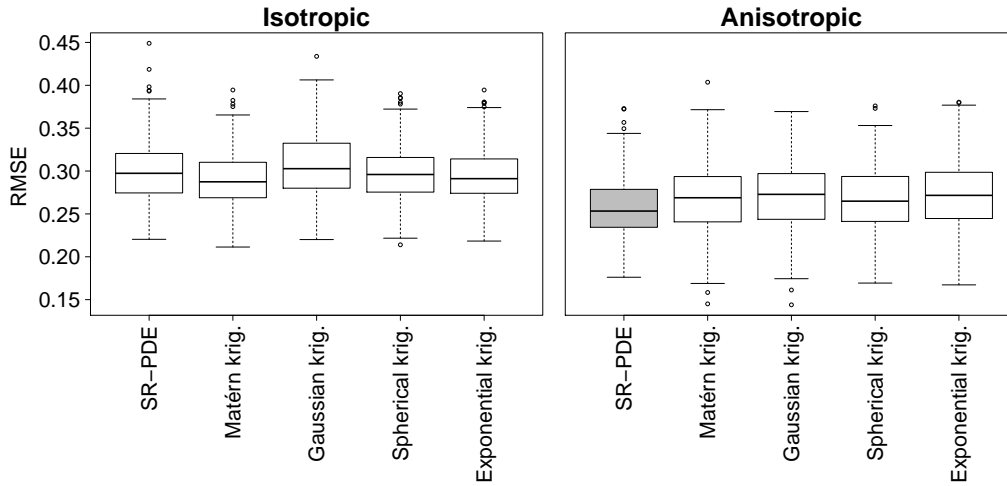 Isotropic
Anisotropic
RMSE
0.45
0.40
0.35
0.30
0.25
0.20
0.15
SR−PDE
Matérn krig.
Gaussian krig.
Spherical krig.
Exponential krig.
SR−PDE
Matérn krig.
Gaussian krig.
Spherical krig.
Exponential krig.